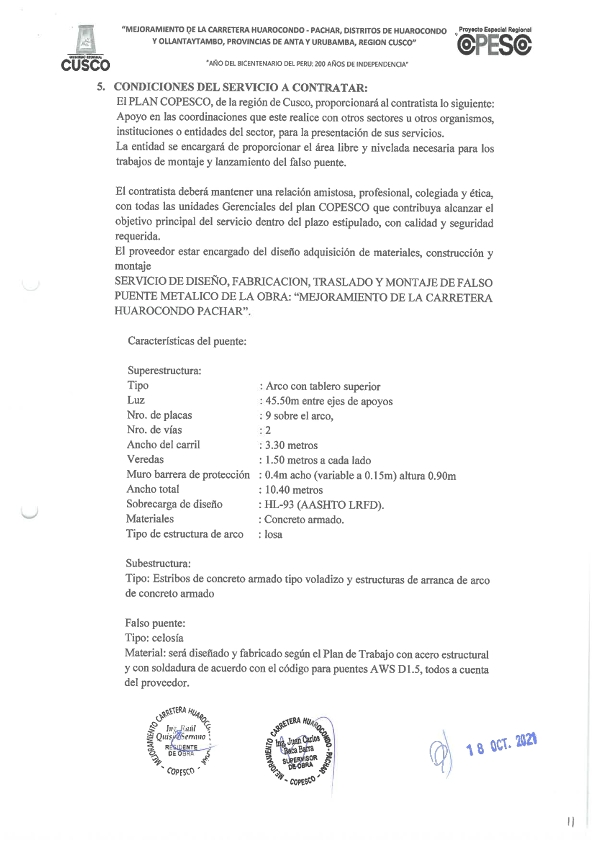 "MEJORAMIENTO DE LA CARRETERA HUAROCONDO - PACHAR, DISTRITOS DE HUAROCONDO
Y OLLANTAYTAMBO, PROVINCIAS DE ANTA Y URUBAMBA, REGION CUSCO"
"AÑO DEL BICENTENARIO DEL PERU: 200 AÑOS DE INDEPENDENCIA"
CUSCO
Proyecto Especial Regional
COPESCO
5. CONDICIONES DEL SERVICIO A CONTRATAR:
El PLAN COPESCO, de la región de Cusco, proporcionará al contratista lo siguiente:
Apoyo en las coordinaciones que este realice con otros sectores u otros organismos,
instituciones o entidades del sector, para la presentación de sus servicios.
La entidad se encargará de proporcionar el área libre y nivelada necesaria para los
trabajos de montaje y lanzamiento del falso puente.
El contratista deberá mantener una relación amistosa, profesional, colegiada y ética,
con todas las unidades Gerenciales del plan COPESCO que contribuya alcanzar el
objetivo principal del servicio dentro del plazo estipulado, con calidad y seguridad
requerida.
El proveedor estar encargado del diseño adquisición de materiales, construcción y
montaje
SERVICIO DE DISEÑO, FABRICACION, TRASLADO Y MONTAJE DE FALSO
PUENTE METALICO DE LA OBRA: "MEJORAMIENTO DE LA CARRETERA
HUAROCONDO PACHAR".
Características del puente:
Superestructura:
Tipo : Arco con tablero superior
Luz : 45.50m entre ejes de apoyos
Nro. de placas : 9 sobre el arco,
Nro. de vías : 2
Ancho del carril : 3.30 metros
Veredas : 1.50 metros a cada lado
Muro barrera de protección : 0.4m acho (variable a 0.15m) altura 0.90m
Ancho total : 10.40 metros
Sobrecarga de diseño : HL-93 (AASHTO LRFD).
Materiales : Concreto armado.
Tipo de estructura de arco : losa
Subestructura:
Tipo: Estribos de concreto armado tipo voladizo y estructuras de arranca de arco
de concreto armado
Falso puente:
Tipo: celosía
Material: será diseñado y fabricado según el Plan de Trabajo con acero estructural
y con soldadura de acuerdo con el código para puentes AWS D1.5, todos a cuenta
del proveedor.
MEJORAMIENTO CARRETERA HUAROCONDO
Ing. Raúl
RESIDENTE
DE OBRA
- COPESCO -
MEJORAMIENTO CARRETERA HUAROCONDO - PACHAR
Ing. Juan Carlos
SUPERVISOR
DE OBRA
- COPESCO -
18 OCT. 2021
11